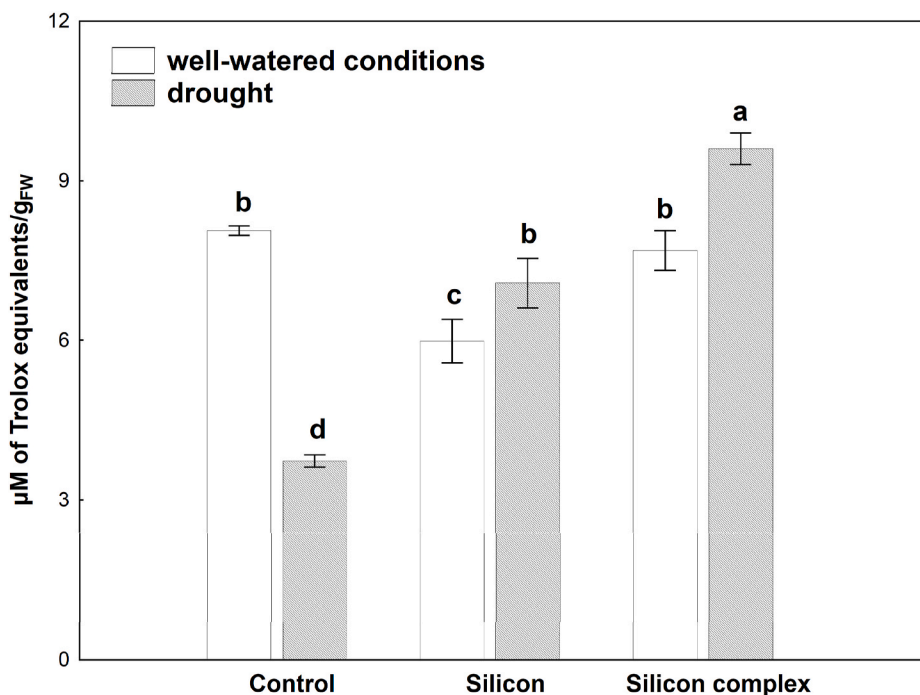 12
well-watered conditions
drought
a
9
b
b
b
c
6
d
3
0
µM of Trolox equivalents/gFW
Control Silicon Silicon complex